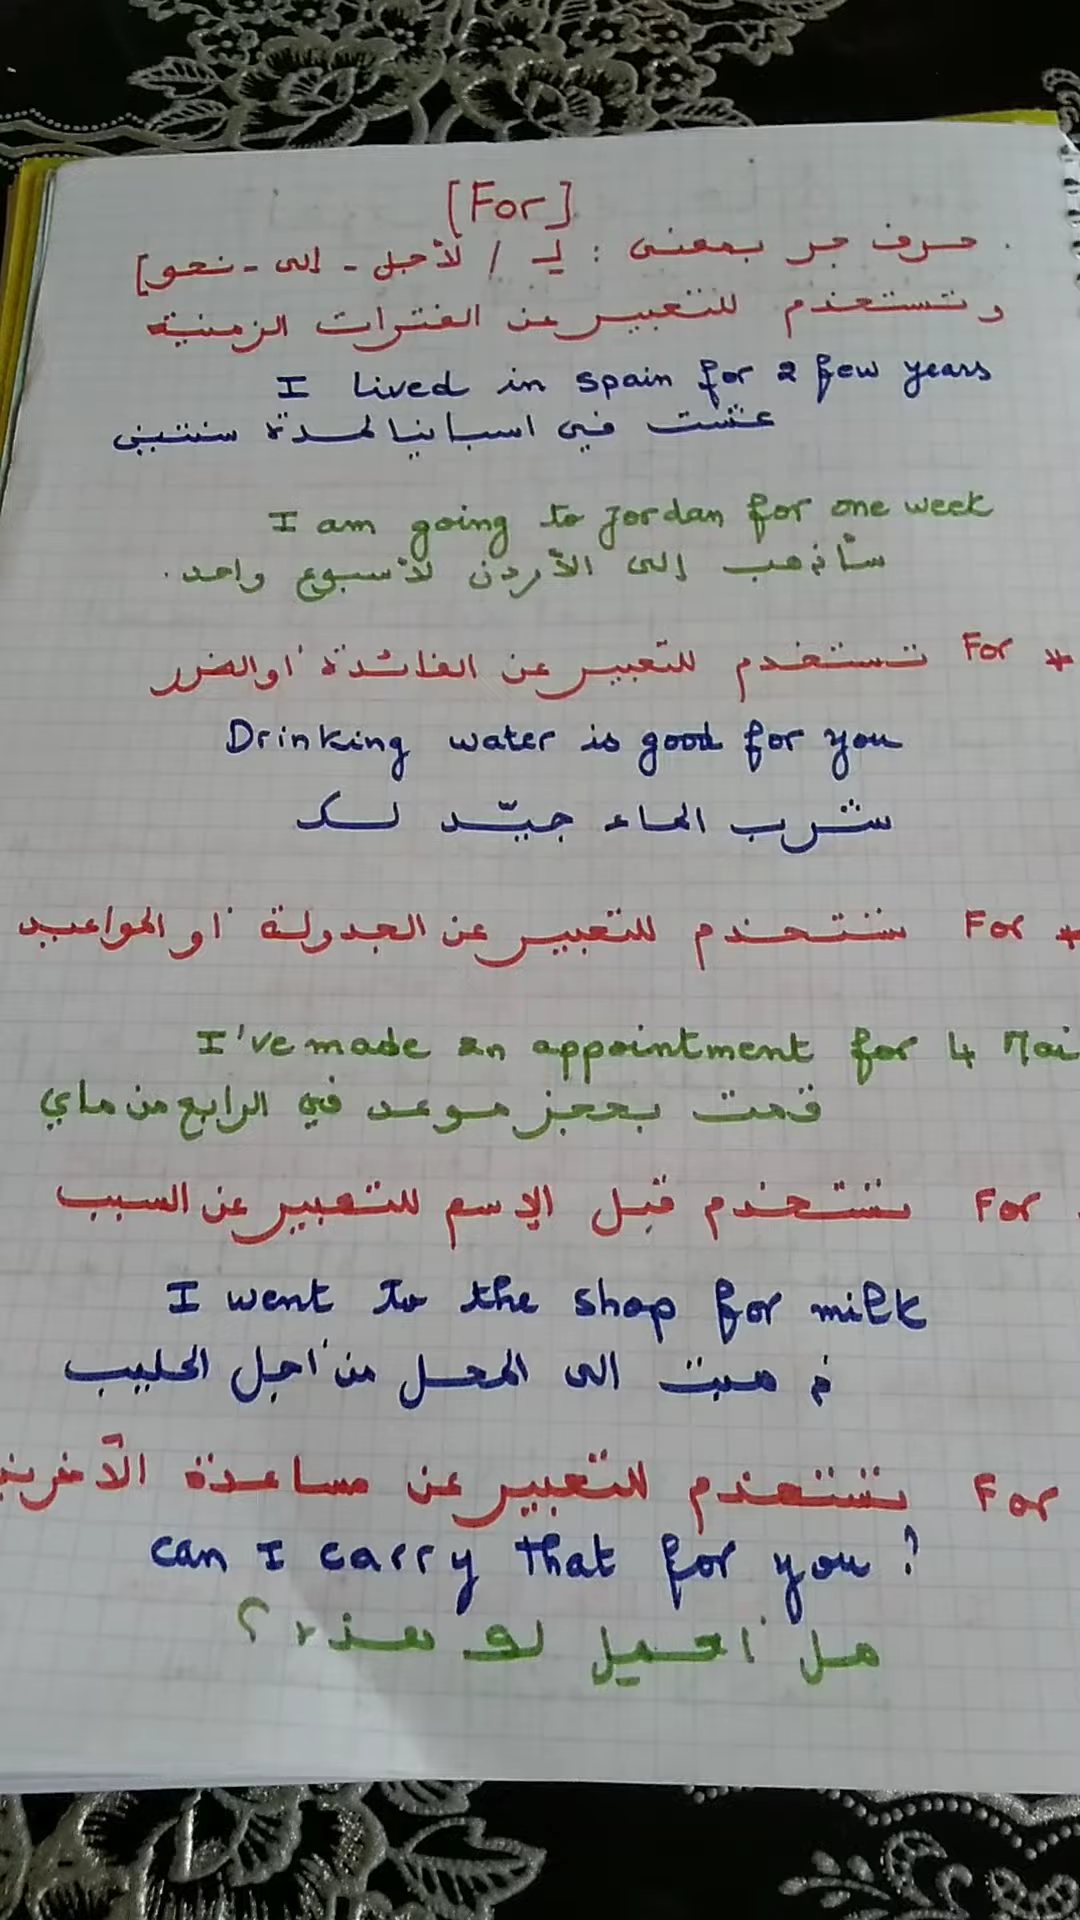 [For]
. حرف جر بمعنى : لِـ / لأجل - إلى - نحو]
و تستخدم للتعبير عن الفترات الزمنية
I lived in spain for 2 few years
عشت في اسبانيا لمدة سنتين
I am going to Jordan for one week
سأذهب إلى الأردن لأسبوع واحد.
* For تستخدم للتعبير عن الفائدة أو الضرر
Drinking water is good for you
شرب الماء جيّد لك
* For تستخدم للتعبير عن الجدولة أو المواعيد
I've made an appointment for 4 Mai
قمت بحجز موعد في الرابع من ماي
For تستخدم قبل الإسم للتعبير عن السبب
I went to the shop for milk
ذهبت الى المحل من أجل الحليب
For تستخدم للتعبير عن مساعدة الآخرين
can I carry that for you?
هل أحمل لك هذا؟